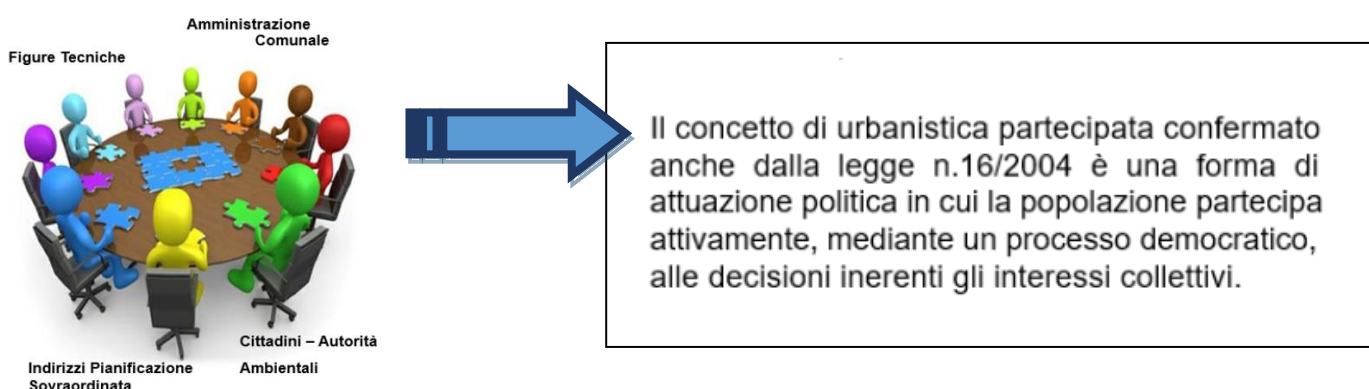 Amministrazione
Comunale
Figure Tecniche
Il concetto di urbanistica partecipata confermato
anche dalla legge n.16/2004 è una forma di
attuazione politica in cui la popolazione partecipa
attivamente, mediante un processo democratico,
alle decisioni inerenti gli interessi collettivi.
Cittadini – Autorità
Ambientali
Indirizzi Pianificazione
Sovraordinata